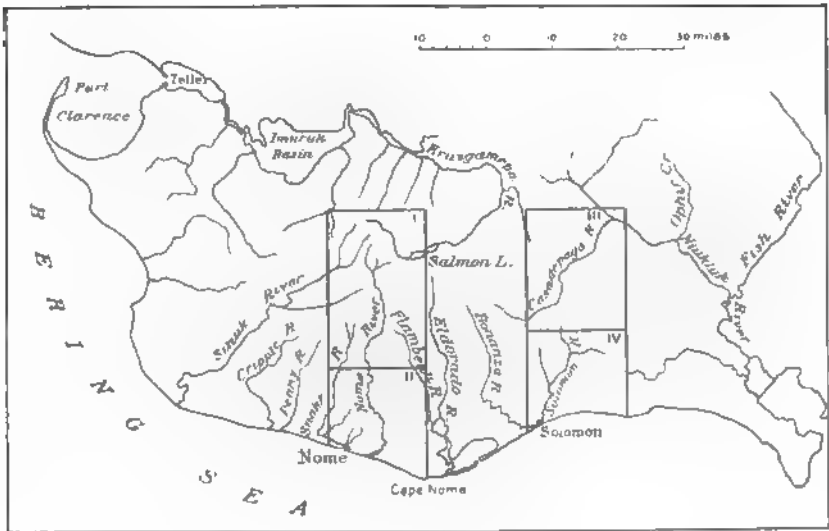 10 0 10 20 30 miles
Teller
Port
Clarence
Imuruk
Basin
Kruzgamepa R
I
III
Ophir Cr
Niukluk
River
Fish River
Salmon L.
Casadepaga R
BERING
SEA
Sinuk River
Cripple R
Penny R
Snake R
Nome River
Flambeau R
Eldorado R
Bonanza R
II
IV
Solomon R
Solomon
Nome
Cape Nome